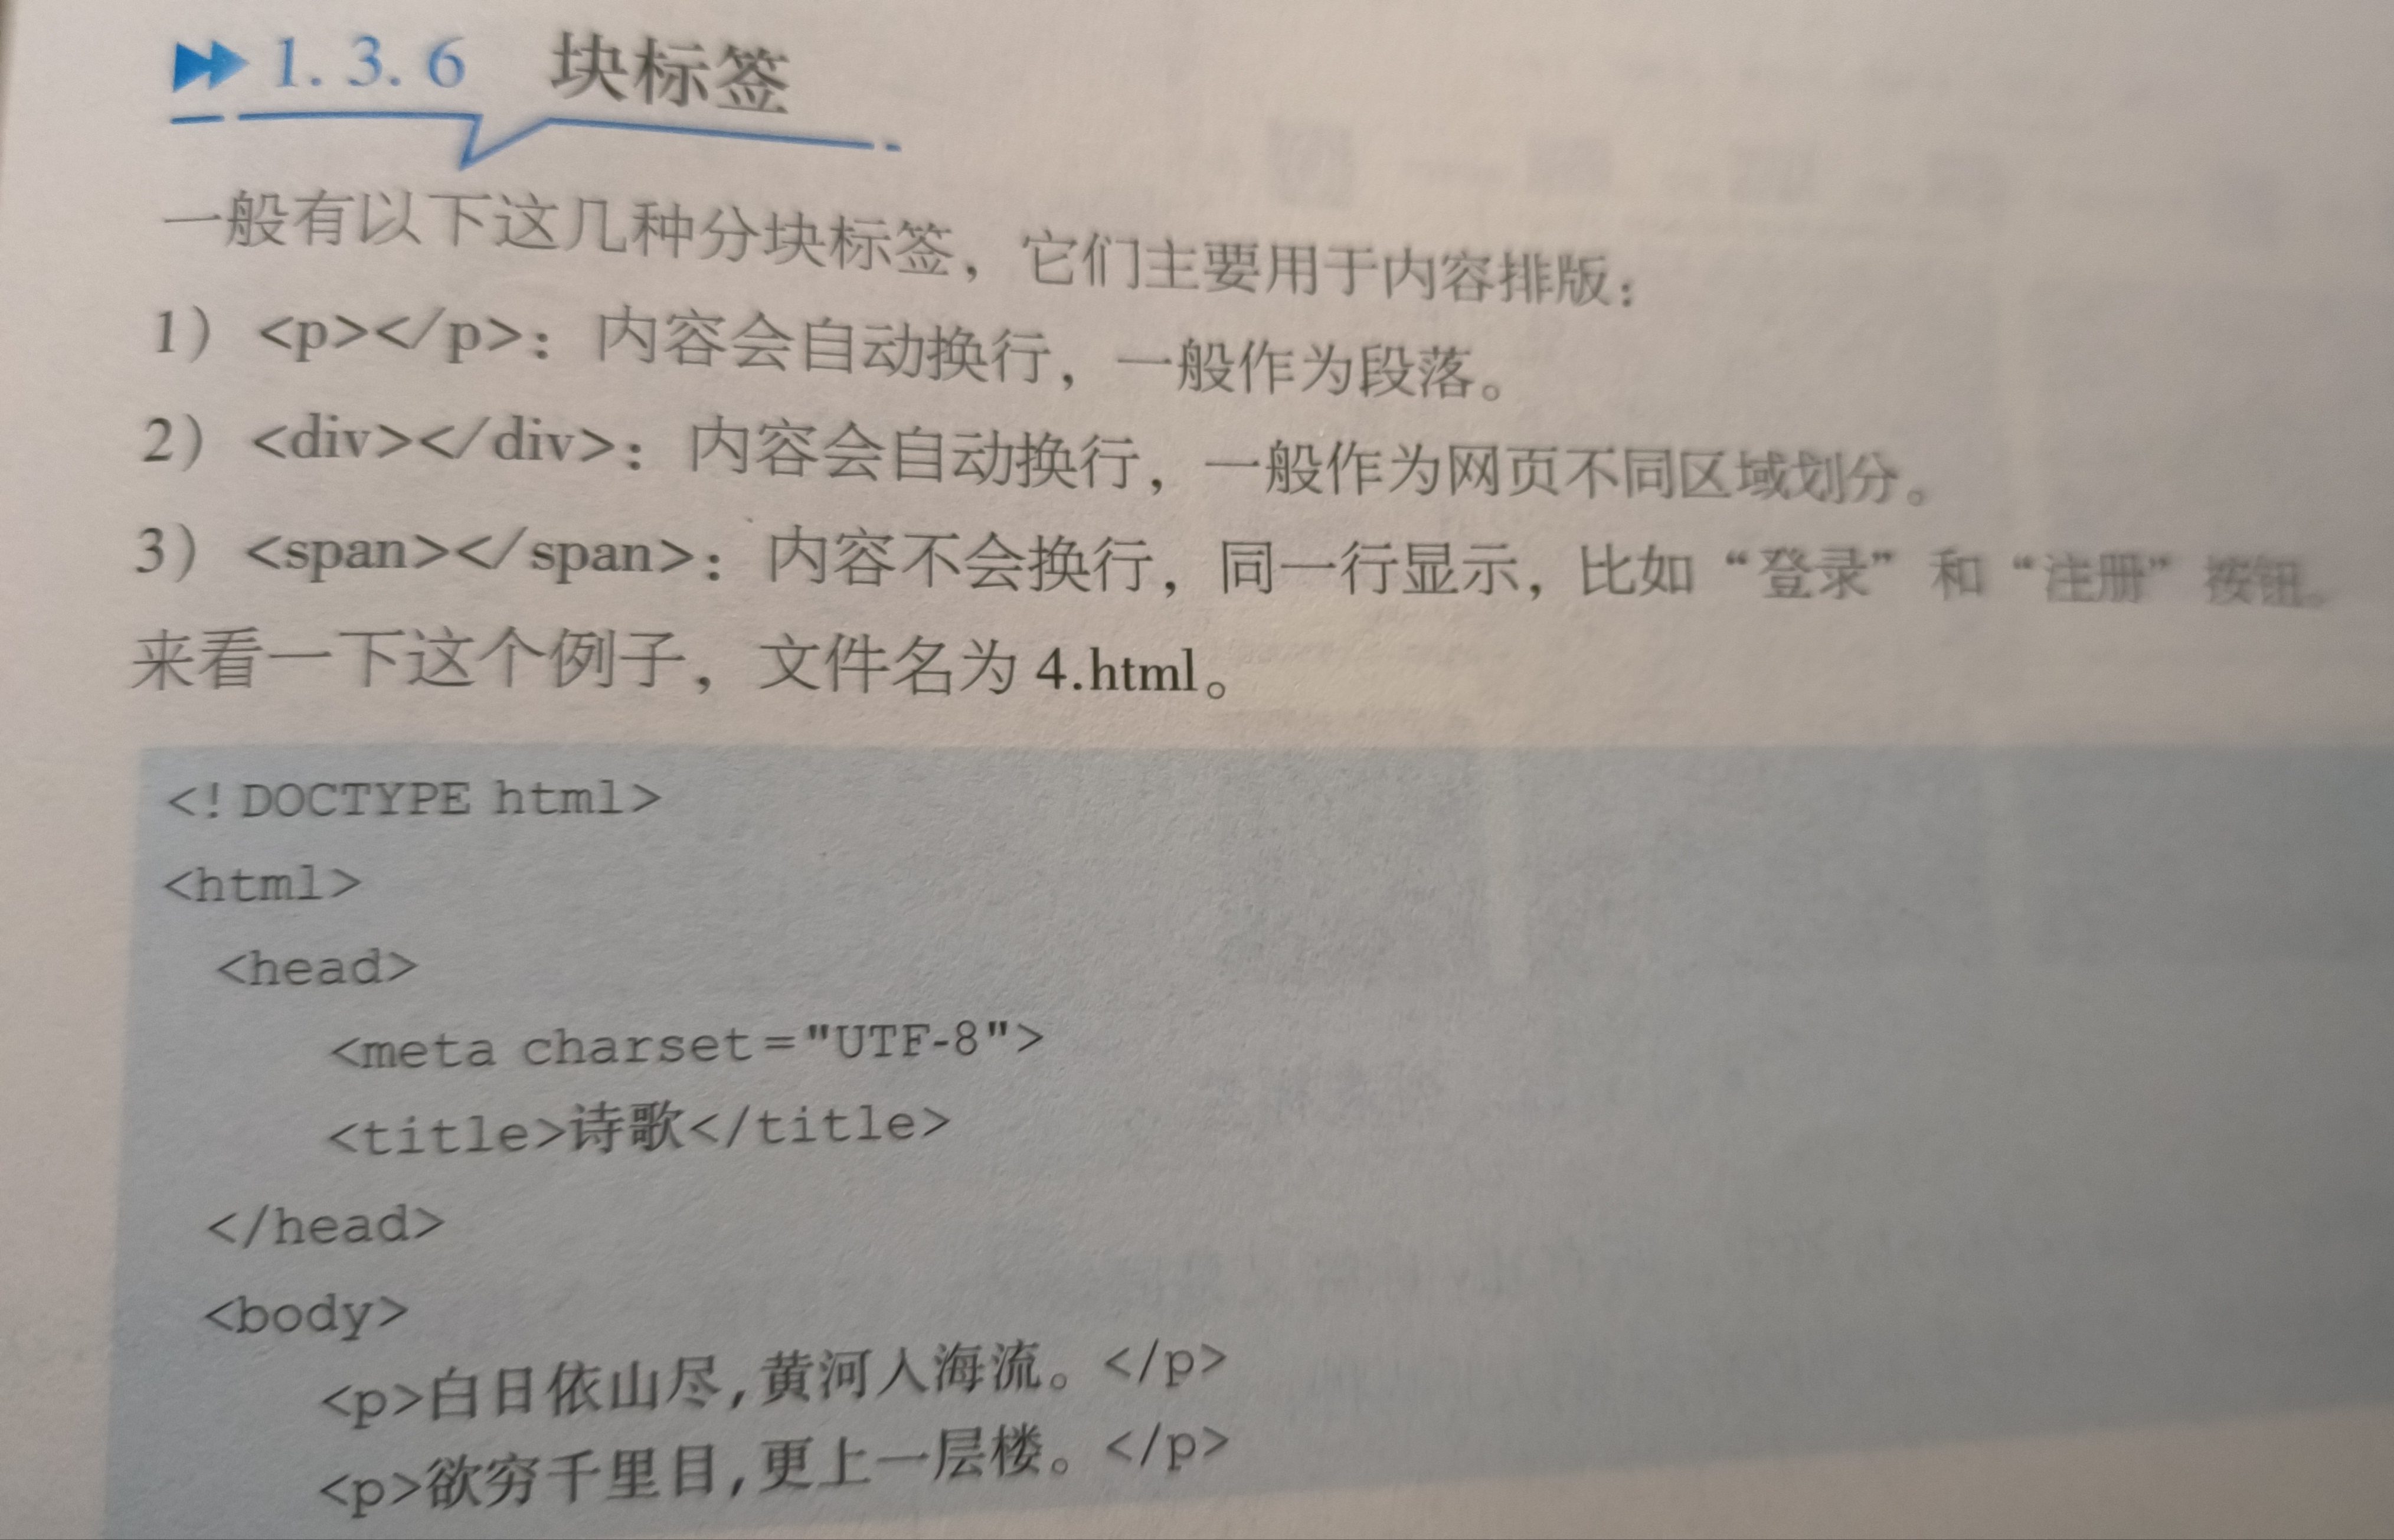 1.3.6 块标签
一般有以下这几种分块标签，它们主要用于内容排版：
1）<p></p>：内容会自动换行，一般作为段落。
2）<div></div>：内容会自动换行，一般作为网页不同区域划分。
3）<span></span>：内容不会换行，同一行显示，比如“登录”和“注册”按钮。
来看一下这个例子，文件名为 4.html。
<!DOCTYPE html>
<html>
<head>
<meta charset="UTF-8">
<title>诗歌</title>
</head>
<body>
<p>白日依山尽,黄河入海流。</p>
<p>欲穷千里目,更上一层楼。</p>